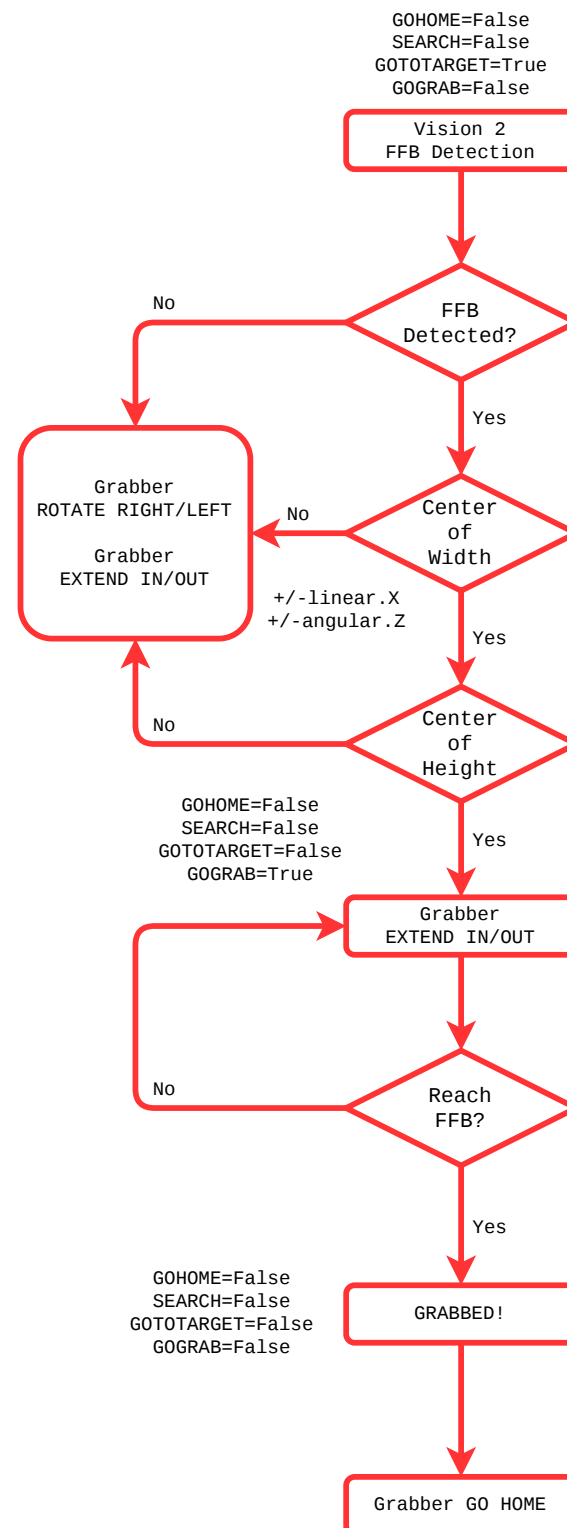 GOHOME=False
SEARCH=False
GOTOTARGET=True
GOGRAB=False
Vision 2
FFB Detection
No
FFB
Detected?
Yes
Grabber
ROTATE RIGHT/LEFT
Grabber
EXTEND IN/OUT
No
Center
of
Width
+/-linear.X
+/-angular.Z
Yes
No
Center
of
Height
GOHOME=False
SEARCH=False
GOTOTARGET=False
GOGRAB=True
Yes
Grabber
EXTEND IN/OUT
No
Reach
FFB?
Yes
GOHOME=False
SEARCH=False
GOTOTARGET=False
GOGRAB=False
GRABBED!
Grabber GO HOME